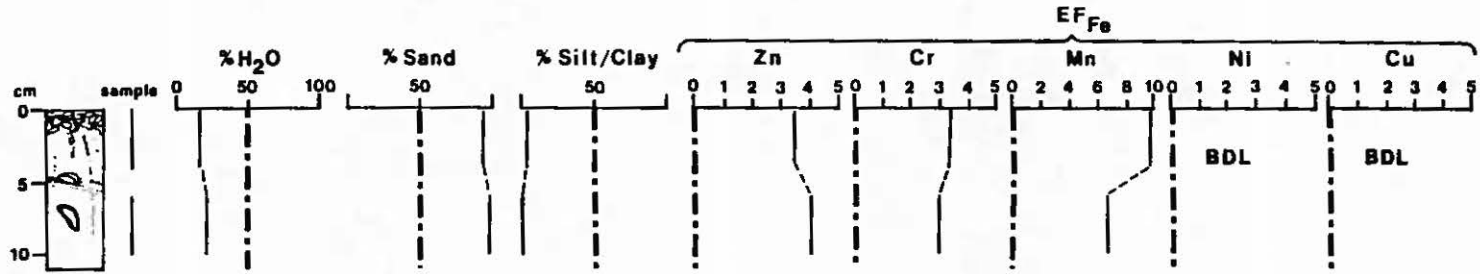 EF Fe
%H2O % Sand % Silt/Clay Zn Cr Mn Ni Cu
cm sample 0 50 100 50 50 0 1 2 3 4 5 0 1 2 3 4 5 0 2 4 6 8 10 0 1 2 3 4 5 0 1 2 3 4 5
0
BDL BDL
5
10